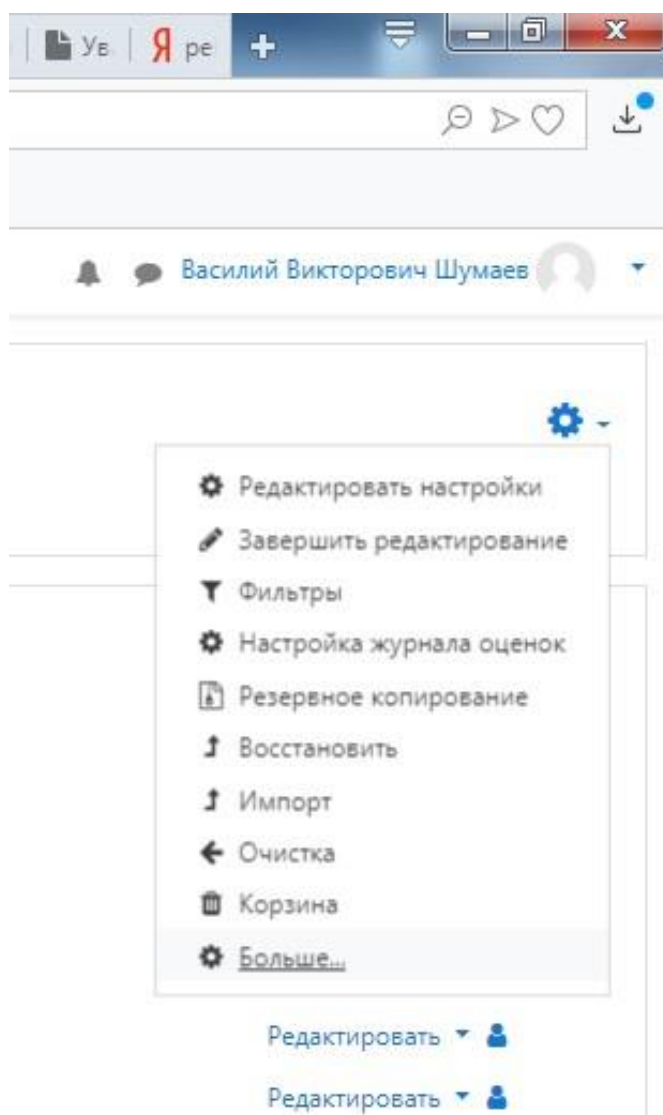 Ув Я ре
Василий Викторович Шумаев
Редактировать настройки
Завершить редактирование
Фильтры
Настройка журнала оценок
Резервное копирование
Восстановить
Импорт
Очистка
Корзина
Больше...
Редактировать
Редактировать